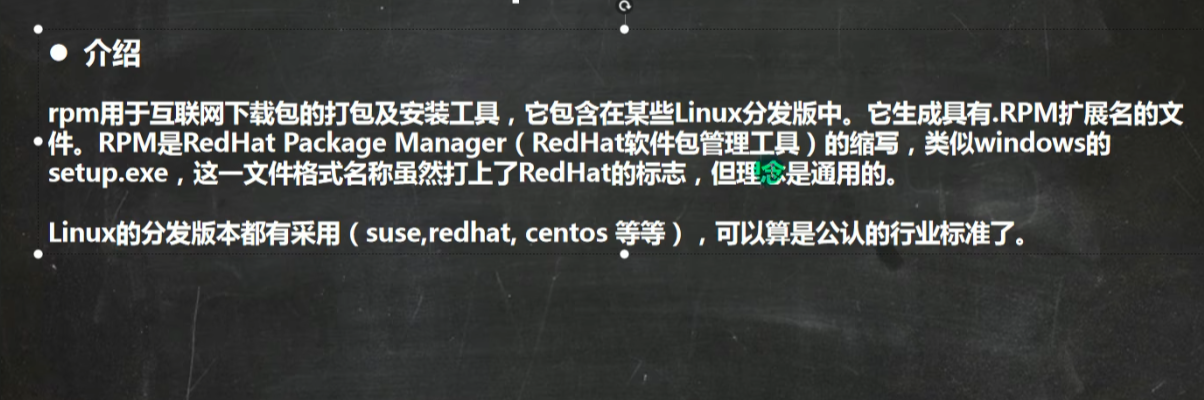 ● 介绍
rpm用于互联网下载包的打包及安装工具，它包含在某些Linux分发版中。它生成具有.RPM扩展名的文
件。RPM是RedHat Package Manager（RedHat软件包管理工具）的缩写，类似windows的
setup.exe，这一文件格式名称虽然打上了RedHat的标志，但理念是通用的。
Linux的分发版本都有采用（suse,redhat, centos 等等），可以算是公认的行业标准了。